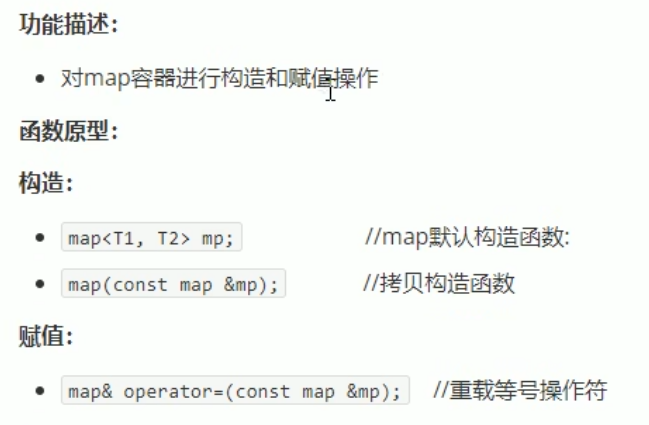 功能描述：
对map容器进行构造和赋值操作
函数原型：
构造：
map<T1, T2> mp; //map默认构造函数:
map(const map &mp); //拷贝构造函数
赋值：
map& operator=(const map &mp); //重载等号操作符